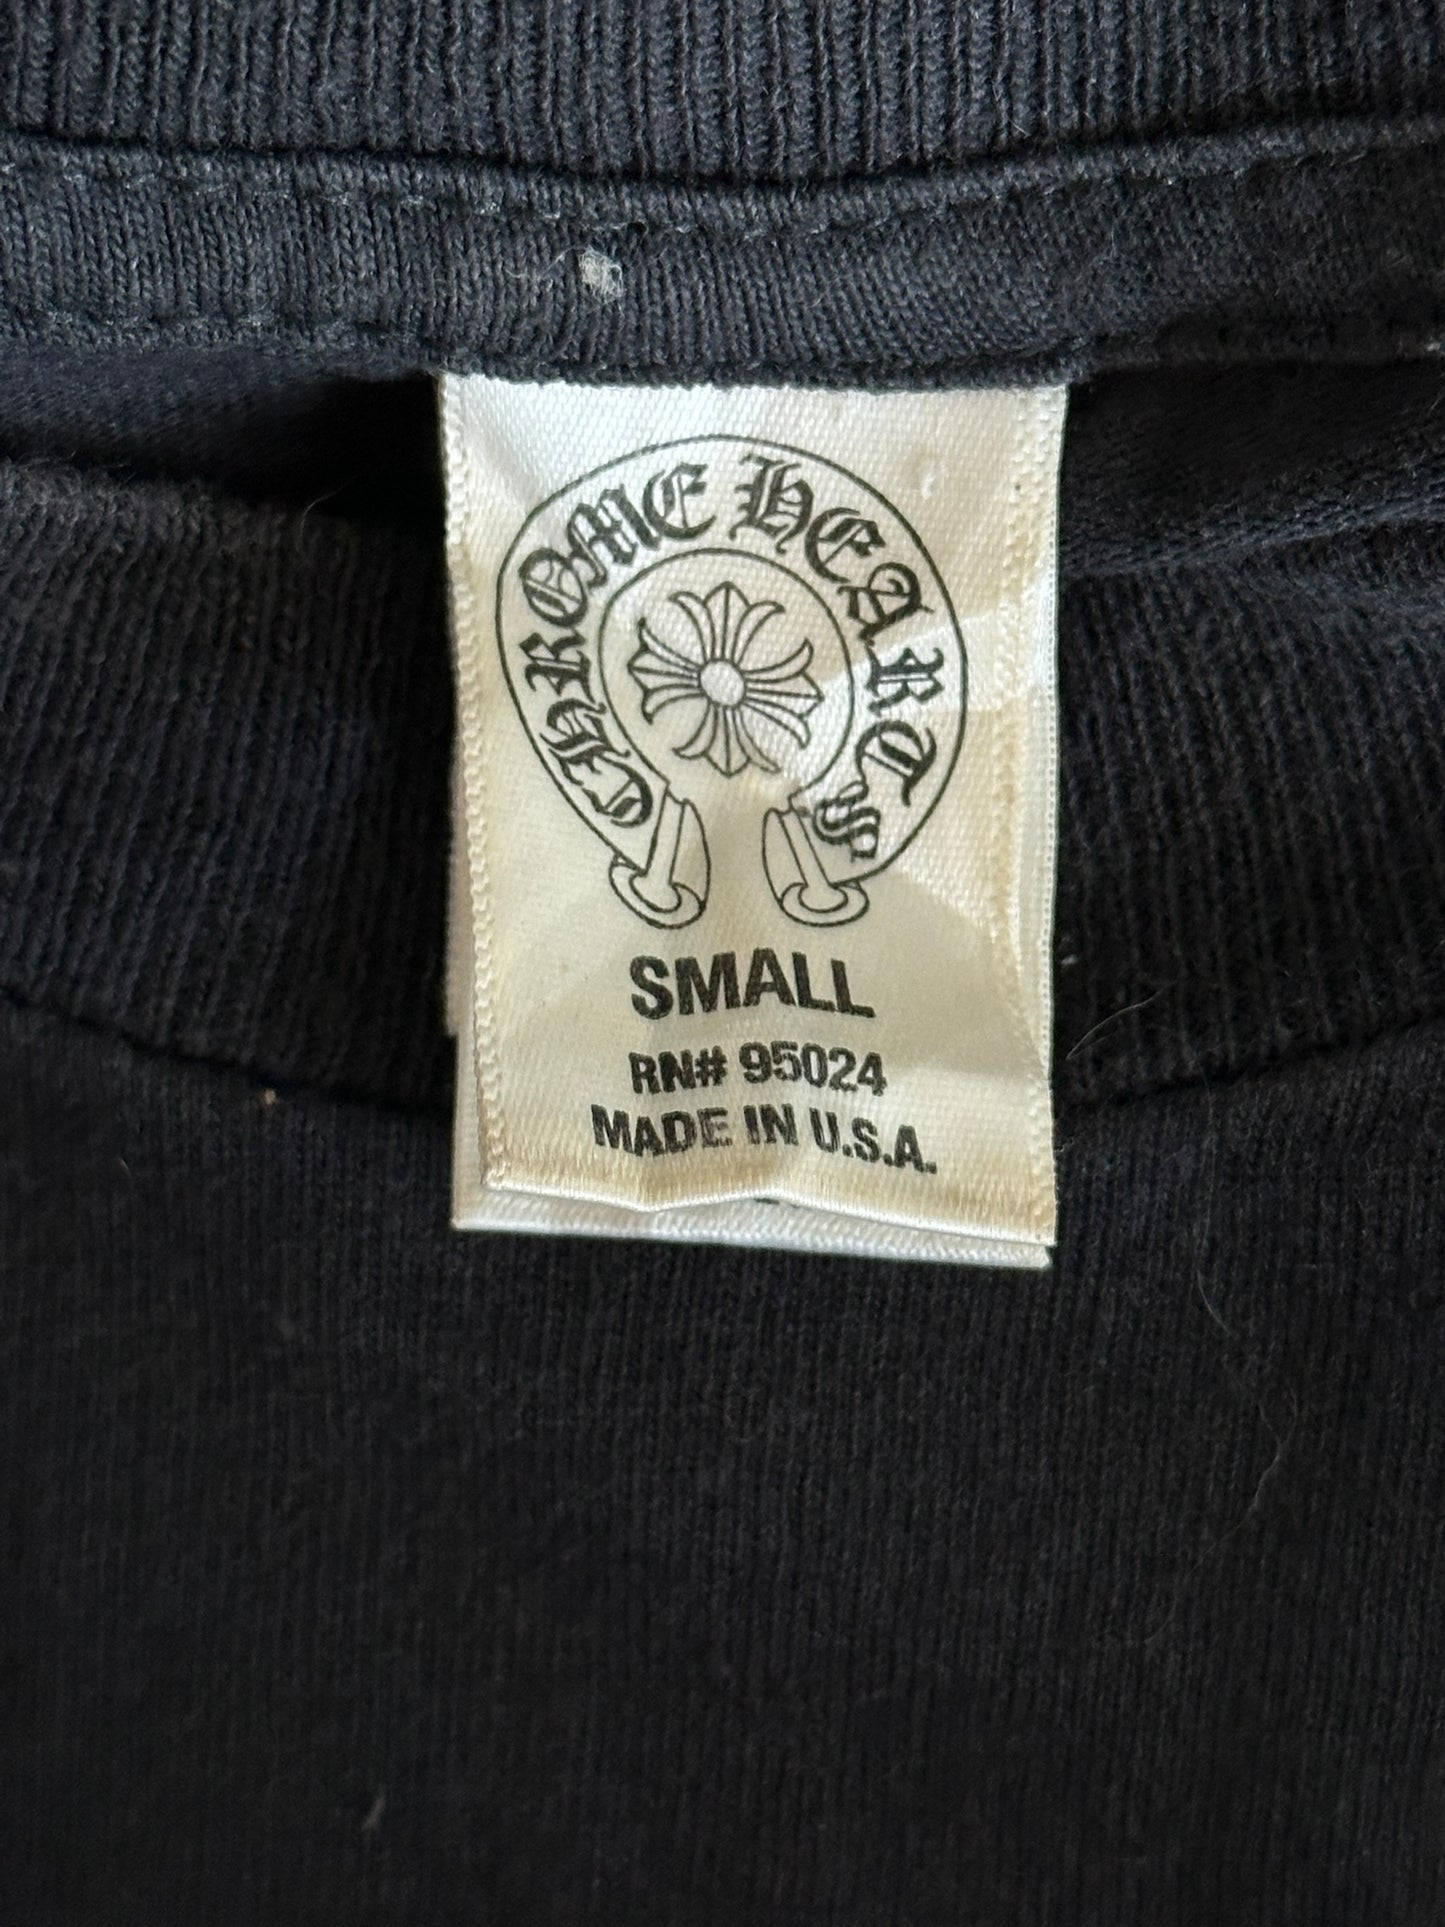 CHROME HEARTS
SMALL
RN# 95024
MADE IN U.S.A.